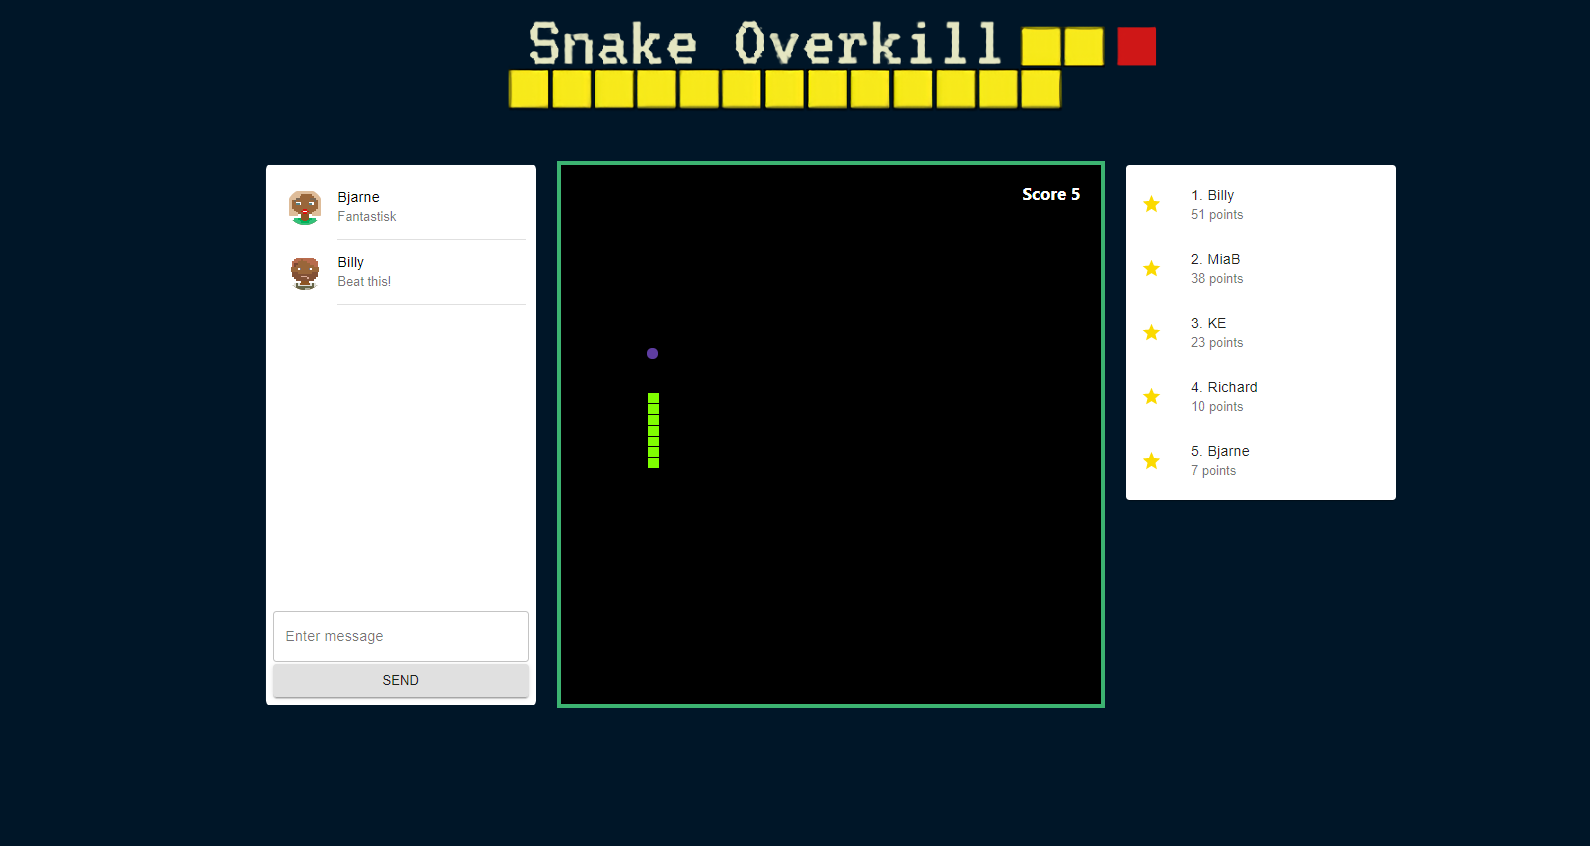 Snake Overkill
Bjarne
Fantastisk
Billy
Beat this!
Enter message
SEND
Score 5
1. Billy
51 points
2. MiaB
38 points
3. KE
23 points
4. Richard
10 points
5. Bjarne
7 points